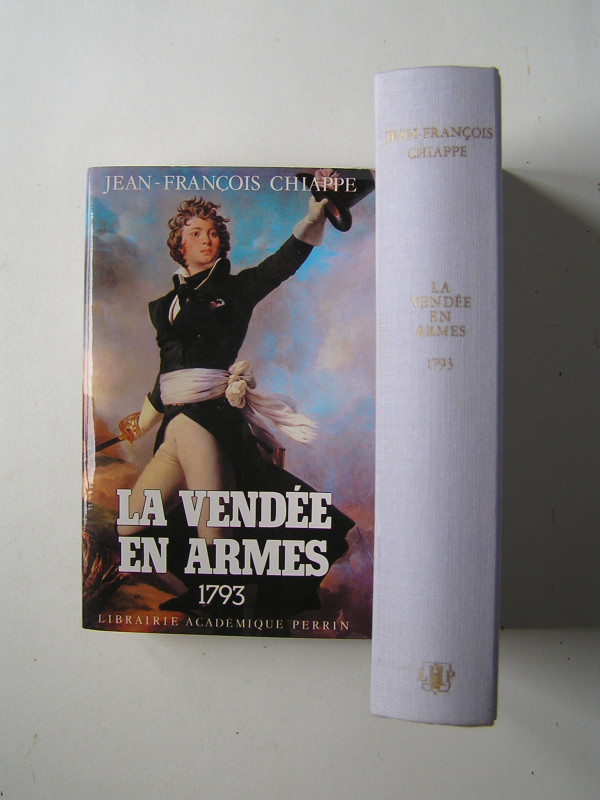 JEAN-FRANÇOIS CHIAPPE
LA VENDÉE
EN ARMES
1793
LIBRAIRIE ACADÉMIQUE PERRIN
JEAN-FRANÇOIS
CHIAPPE
LA
VENDÉE
EN
ARMES
1793
L P